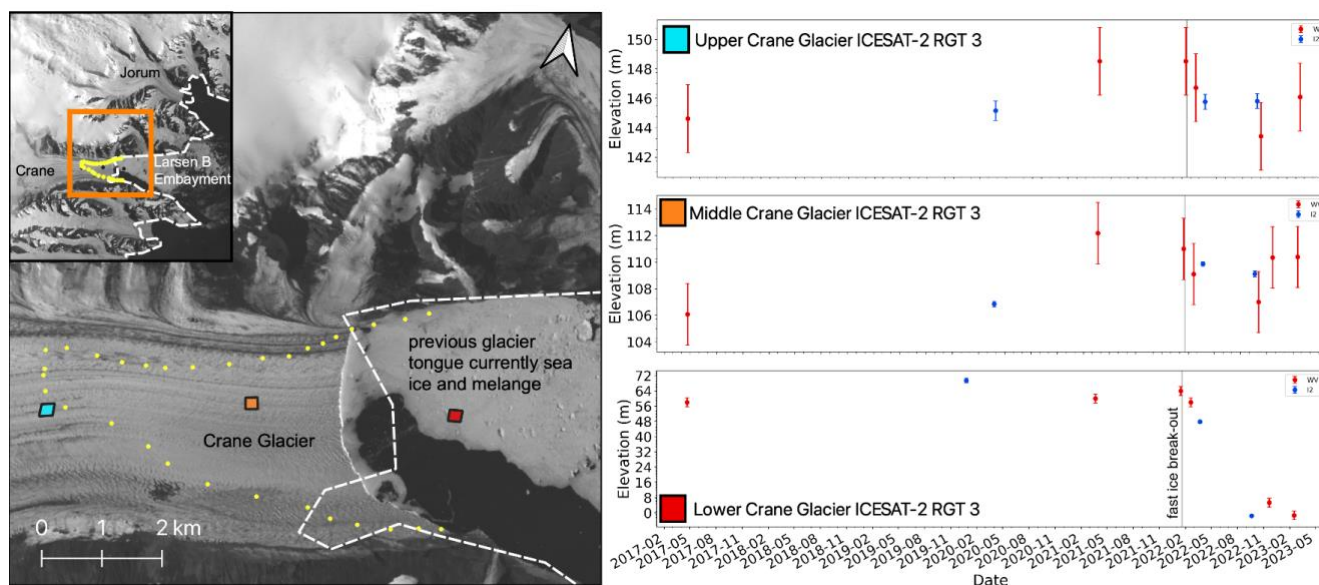 Jorum
Crane
Larsen B
Embayment
previous glacier
tongue currently sea
ice and melange
Crane Glacier
0 1 2 km
Upper Crane Glacier ICESAT-2 RGT 3
I2
Elevation (m)
150
148
146
144
142
Middle Crane Glacier ICESAT-2 RGT 3
I2
Elevation (m)
114
112
110
108
106
104
Lower Crane Glacier ICESAT-2 RGT 3
I2
Elevation (m)
72
64
56
48
40
32
24
16
8
0
fast ice break-out
2017-02
2017-05
2017-08
2017-11
2018-02
2018-05
2018-08
2018-11
2019-02
2019-05
2019-08
2019-11
2020-02
2020-05
2020-08
2020-11
2021-02
2021-05
2021-08
2021-11
2022-02
2022-05
2022-08
2022-11
2023-02
2023-05
Date